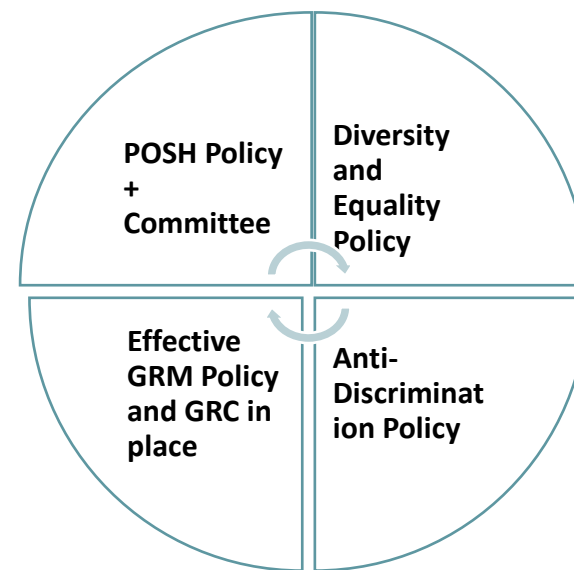 POSH Policy
+
Committee
Diversity
and
Equality
Policy
Effective
GRM Policy
and GRC in
place
Anti-
Discriminat
ion Policy